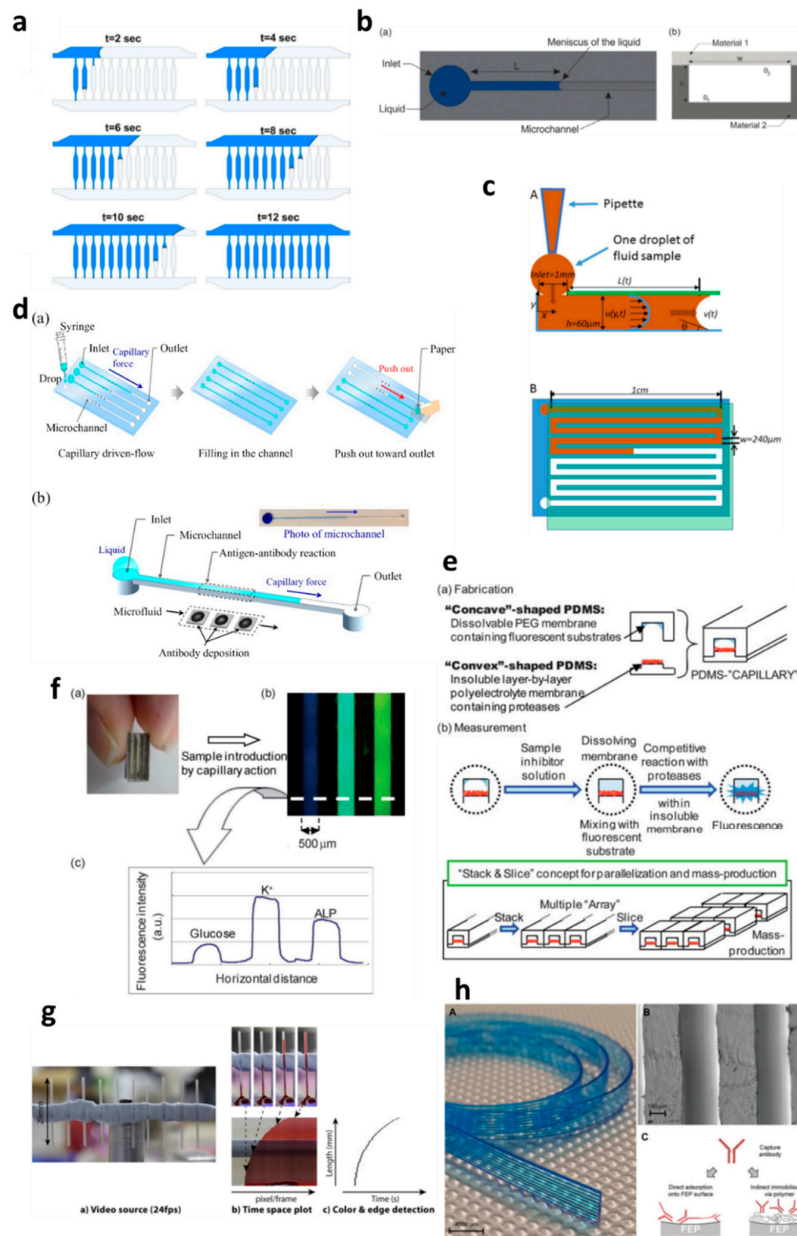 a
t=2 sec
t=4 sec
t=6 sec
t=8 sec
t=10 sec
t=12 sec
b
(a)
Inlet
L
Meniscus of the liquid
Liquid
Microchannel
(b)
Material 1
w
h
Material 2
c
A
Pipette
One droplet of
fluid sample
Inlet=1mm
L(t)
y
x
h=60μm
u(y,t)
θ
v(t)
B
1cm
w=240μm
d
(a)
Syringe
Inlet
Capillary
force
Outlet
Drop
Microchannel
Paper
Push out
Capillary driven-flow
Filling in the channel
Push out toward outlet
(b)
Inlet
Microchannel
Antigen-antibody reaction
Photo of microchannel
Liquid
Capillary force
Outlet
Microfluid
Antibody deposition
e
(a) Fabrication
"Concave"-shaped PDMS:
Dissolvable PEG membrane
containing fluorescent substrates
"Convex"-shaped PDMS:
Insoluble layer-by-layer
polyelectrolyte membrane
containing proteases
PDMS-"CAPILLARY"
(b) Measurement
Sample
inhibitor
solution
Dissolving
membrane
Competitive
reaction with
proteases
within
insoluble
membrane
Mixing with
fluorescent
substrate
Fluorescence
"Stack & Slice" concept for parallelization and mass-production
Stack
Multiple "Array"
Slice
Mass-
production
f
(a)
(b)
Sample introduction
by capillary action
500 μm
(c)
Fluorescence intensity
(a.u.)
Glucose
K⁺
ALP
Horizontal distance
g
a) Video source (24fps)
pixel/frame
b) Time space plot
Length (mm)
Time (s)
c) Color & edge detection
h
A
B
C
Capture
antibody
Direct adsorption
onto FEP surface
Indirect immobilisation
via polymer
FEP
FEP